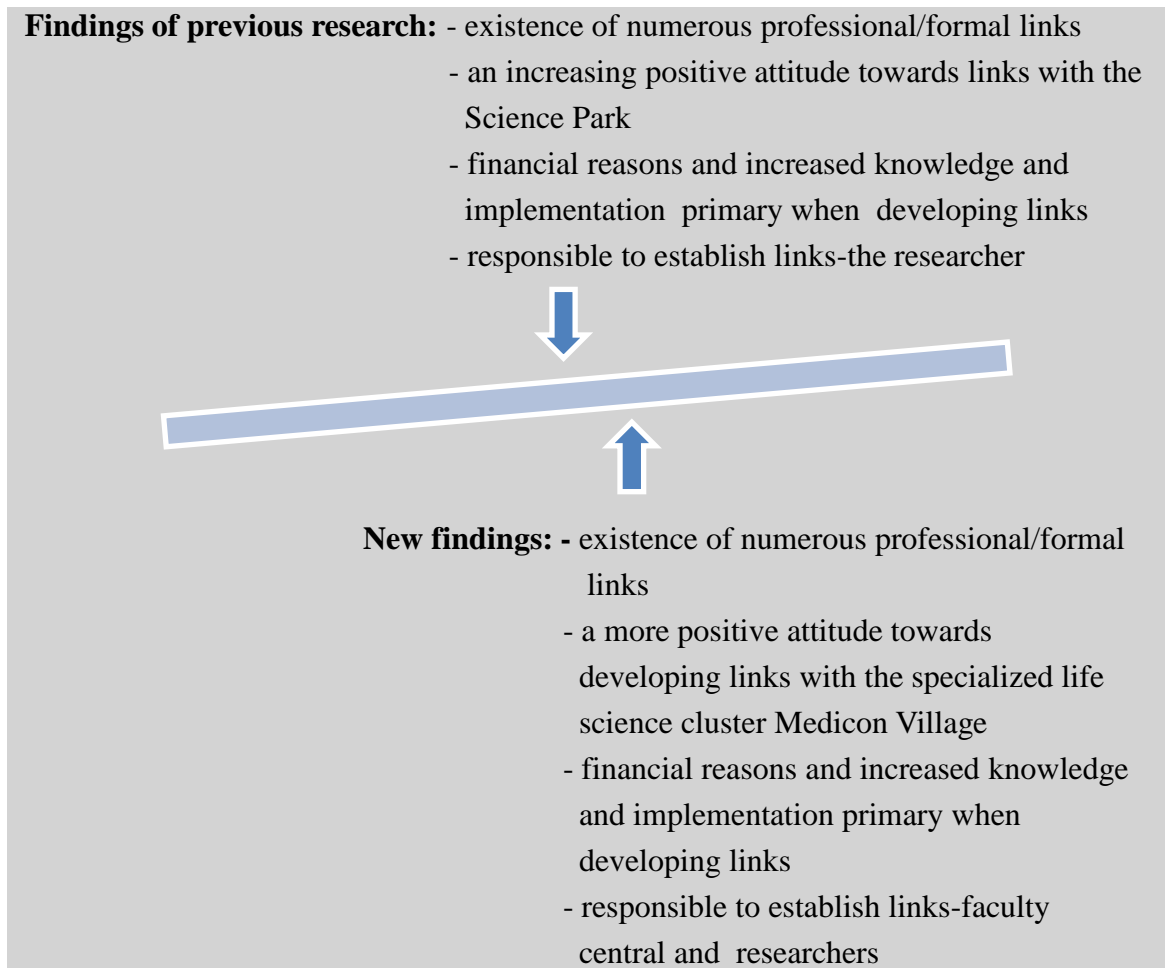 Findings of previous research: - existence of numerous professional/formal links
- an increasing positive attitude towards links with the
Science Park
- financial reasons and increased knowledge and
implementation primary when developing links
- responsible to establish links-the researcher
New findings: - existence of numerous professional/formal
links
- a more positive attitude towards
developing links with the specialized life
science cluster Medicon Village
- financial reasons and increased knowledge
and implementation primary when
developing links
- responsible to establish links-faculty
central and researchers